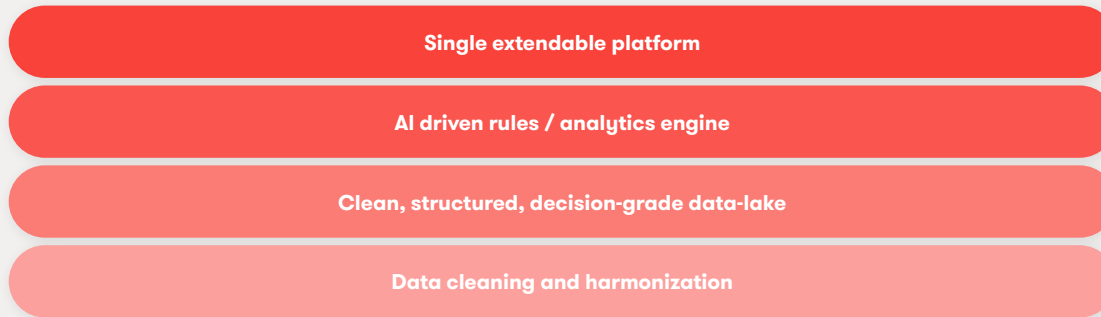 Single extendable platform
AI driven rules / analytics engine
Clean, structured, decision-grade data-lake
Data cleaning and harmonization